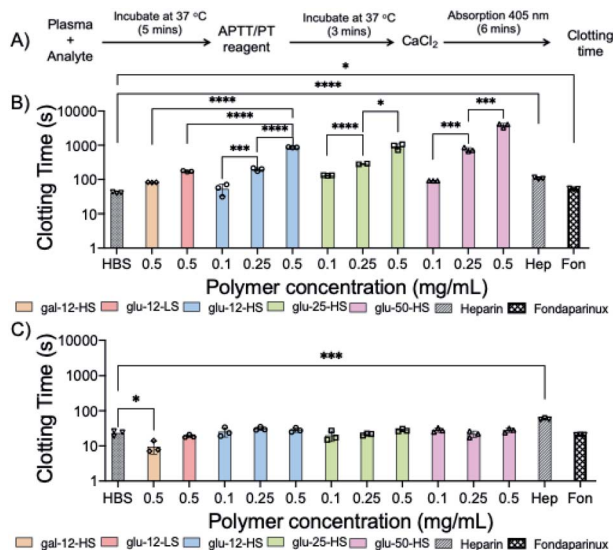 A)
Plasma + Analyte
Incubate at 37 °C (5 mins)
APTT/PT reagent
Incubate at 37 °C (3 mins)
CaCl₂
Absorption 405 nm (6 mins)
Clotting time
B)
Clotting Time (s)
10000
1000
100
10
1
*
****
****
****
****
***
****
*
***
***
HBS 0.5 0.5 0.1 0.25 0.5 0.1 0.25 0.5 0.1 0.25 0.5 Hep Fon
Polymer concentration (mg/mL)
gal-12-HS glu-12-LS glu-12-HS glu-25-HS glu-50-HS Heparin Fondaparinux
C)
Clotting Time (s)
10000
1000
100
10
1
***
*
HBS 0.5 0.5 0.1 0.25 0.5 0.1 0.25 0.5 0.1 0.25 0.5 Hep Fon
Polymer concentration (mg/mL)
gal-12-HS glu-12-LS glu-12-HS glu-25-HS glu-50-HS Heparin Fondaparinux